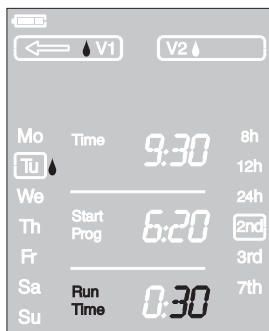 V1 V2
Mo Time 9:30 8h
Tu 12h
We 24h
Th Start Prog 6:20 2nd
Fr 3rd
Sa Run Time 0:30 7th
Su